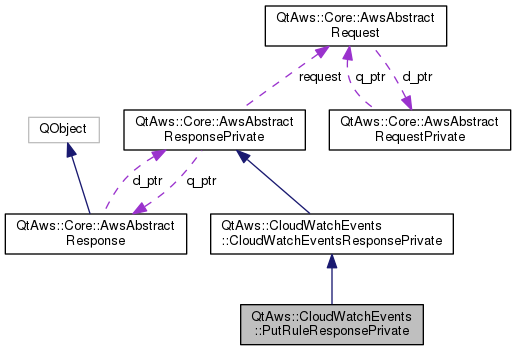 QtAws::Core::AwsAbstract
Request
request
q_ptr
d_ptr
QObject
QtAws::Core::AwsAbstract
ResponsePrivate
QtAws::Core::AwsAbstract
RequestPrivate
d_ptr
q_ptr
QtAws::Core::AwsAbstract
Response
QtAws::CloudWatchEvents
::CloudWatchEventsResponsePrivate
QtAws::CloudWatchEvents
::PutRuleResponsePrivate